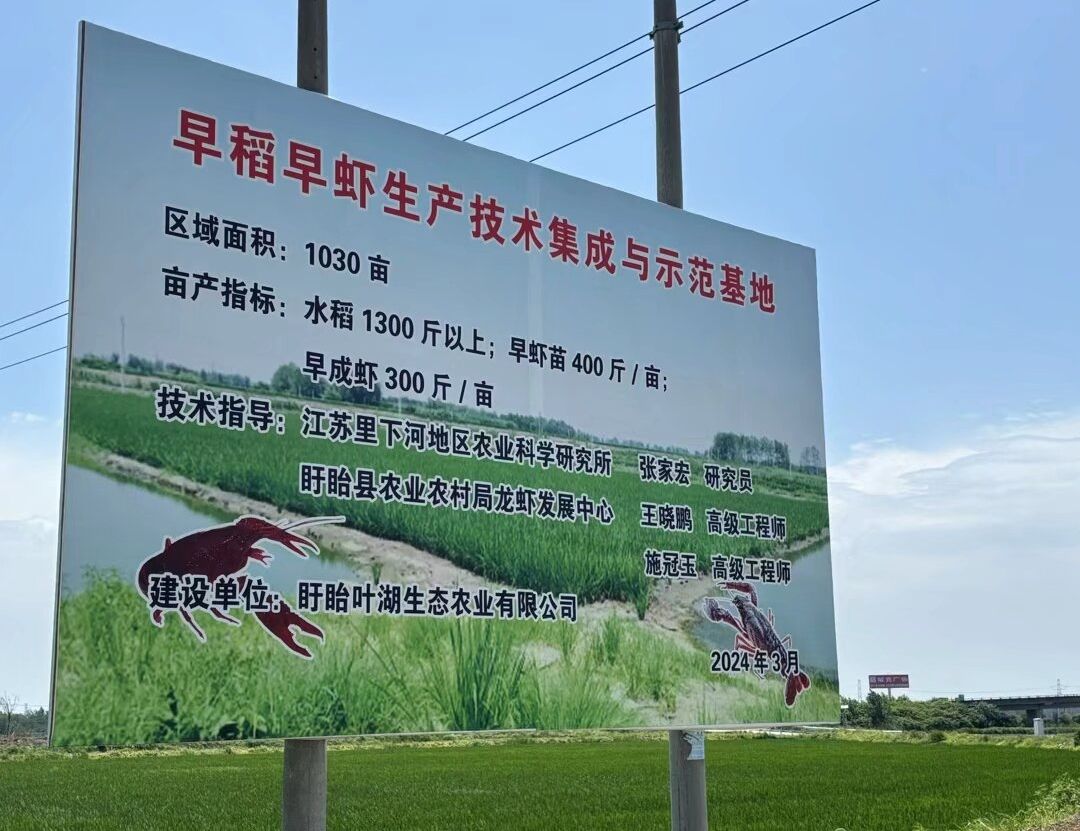 早稻早虾生产技术集成与示范基地
区域面积：1030 亩
亩产指标：水稻 1300 斤以上；早虾苗 400 斤 / 亩；
早成虾 300 斤 / 亩
技术指导：江苏里下河地区农业科学研究所 张家宏 研究员
盱眙县农业农村局龙虾发展中心 王晓鹏 高级工程师
施冠玉 高级工程师
建设单位：盱眙叶湖生态农业有限公司
2024 年 3 月